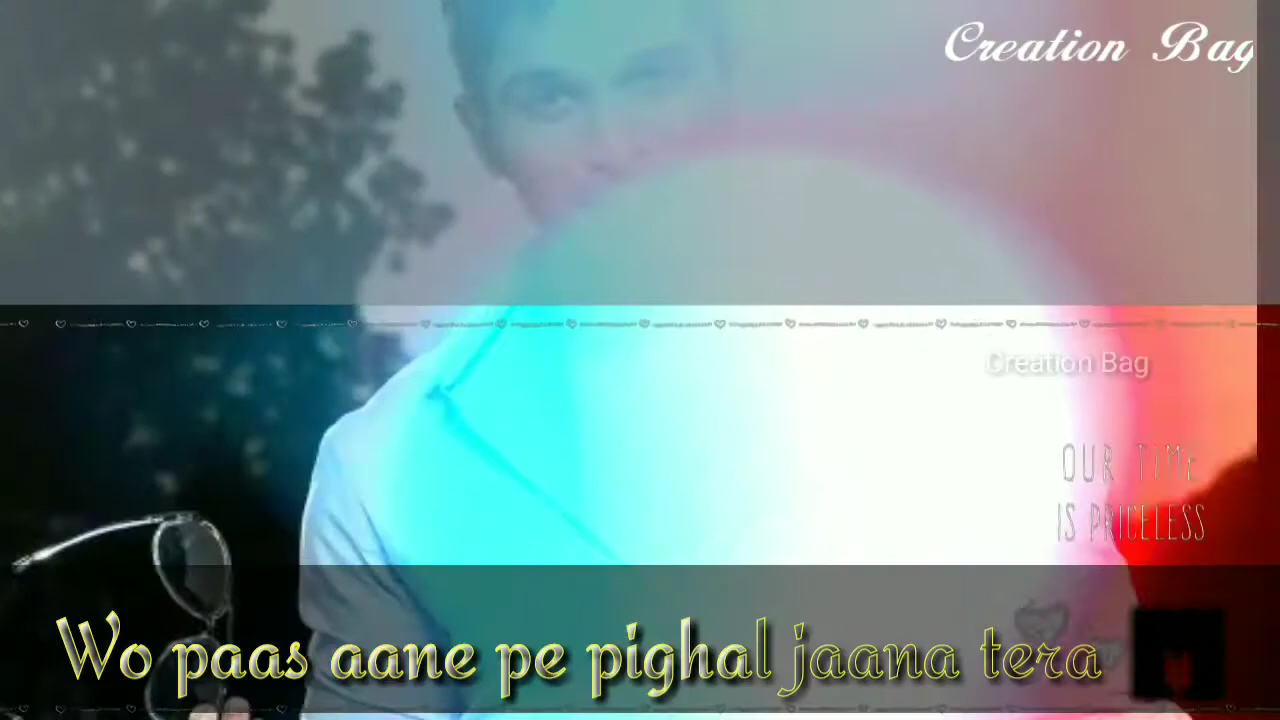 Creation Bag
Creation Bag
OUR TIME
IS PRICELESS
Wo paas aane pe pighal jaana tera